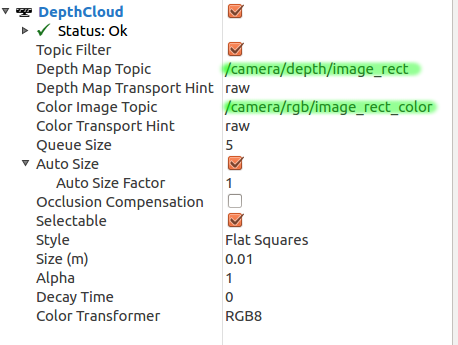 DepthCloud
Status: Ok
Topic Filter
Depth Map Topic /camera/depth/image_rect
Depth Map Transport Hint raw
Color Image Topic /camera/rgb/image_rect_color
Color Transport Hint raw
Queue Size 5
Auto Size
Auto Size Factor 1
Occlusion Compensation
Selectable
Style Flat Squares
Size (m) 0.01
Alpha 1
Decay Time 0
Color Transformer RGB8